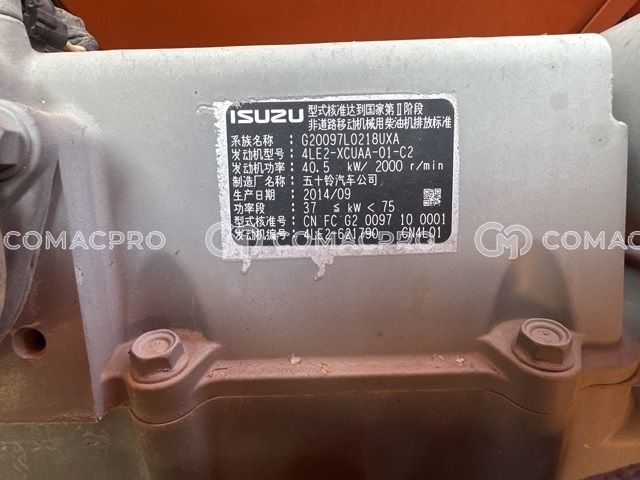 ISUZU 型式核准达到国家第Ⅱ阶段
非道路移动机械用柴油机排放标准
系族名称 : G20097L0218UXA
发动机型号 : 4LE2-XCUAA-01-C2
发动机功率 : 40.5 kW/ 2000 r/min
制造厂名称 : 五十铃汽车公司
生产日期 : 2014/09
功率段 : 37 ≦ kW < 75
型式核准号 : CN FC G2 0097 10 0001
发动机编号 : 4LE2-621790 CN4L01
COMACPRO COMACPRO COMACPRO